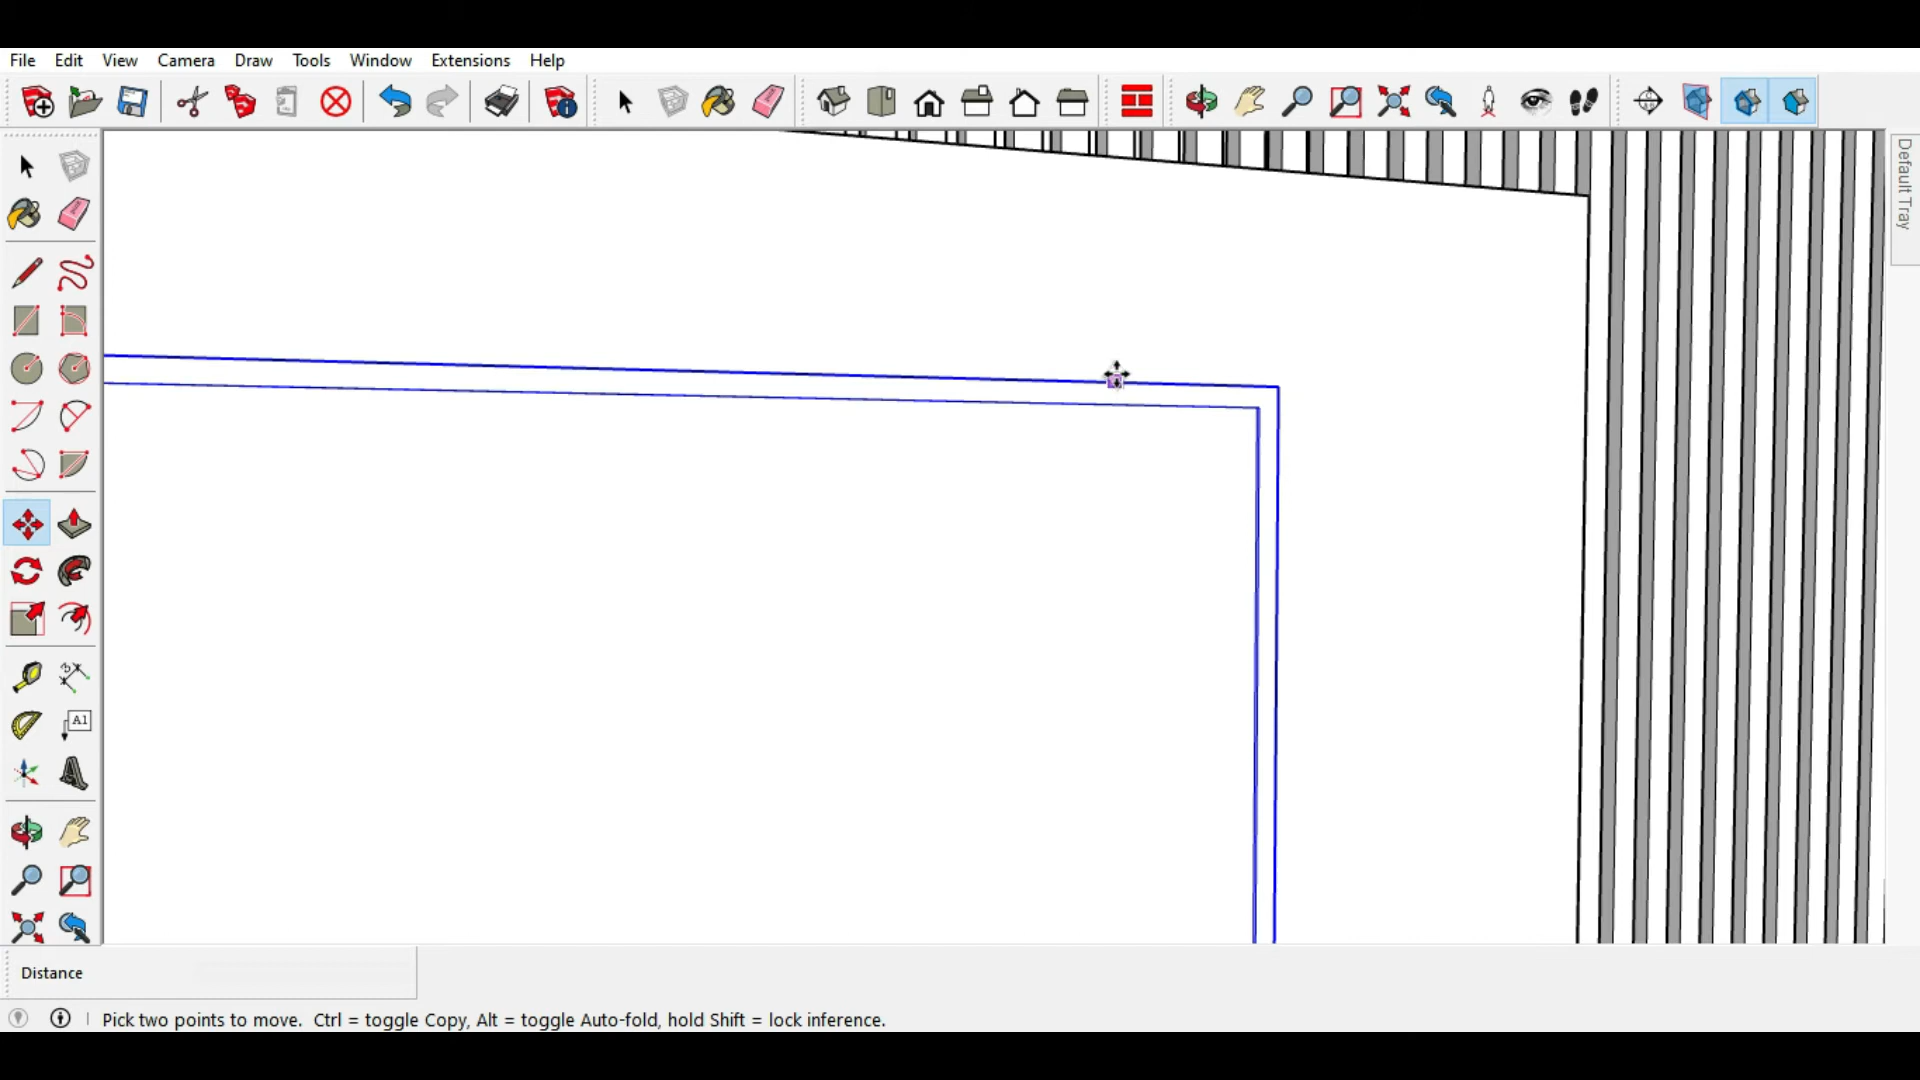 File Edit View Camera Draw Tools Window Extensions Help
Default Tray
A1
Distance
Pick two points to move. Ctrl = toggle Copy, Alt = toggle Auto-fold, hold Shift = lock inference.